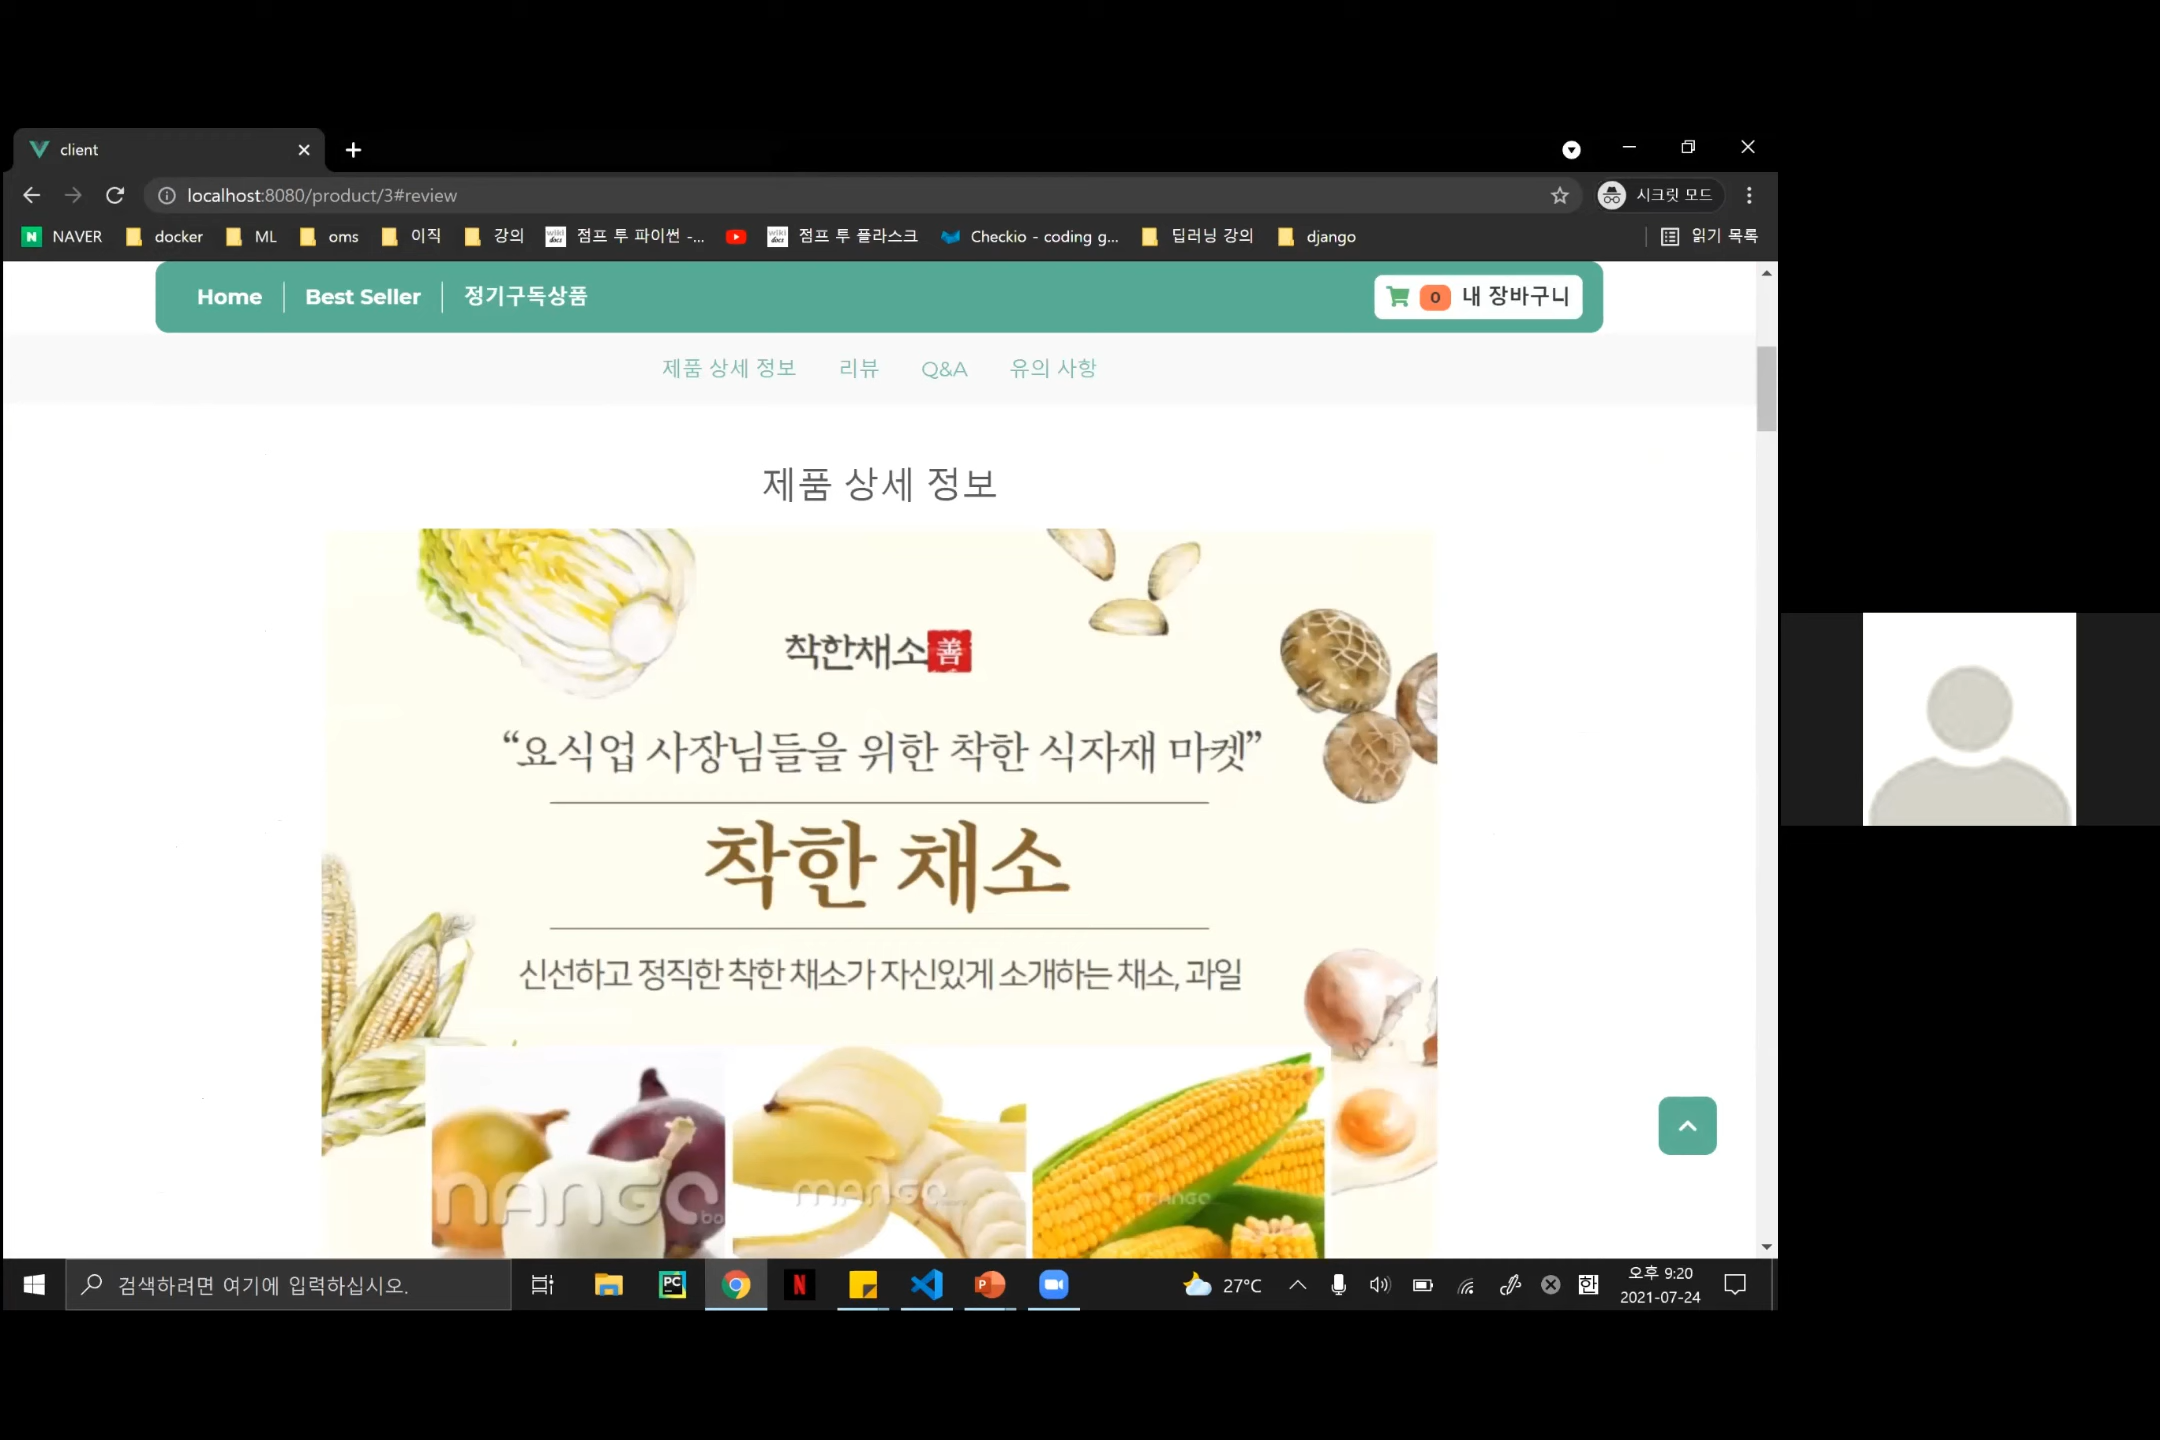 client
localhost:8080/product/3#review
시크릿 모드
NAVER docker ML oms 이직 강의 점프 투 파이썬 -... 점프 투 플라스크 Checkio - coding g... 딥러닝 강의 django 읽기 목록
Home Best Seller 정기구독상품 0 내 장바구니
제품 상세 정보 리뷰 Q&A 유의 사항
제품 상세 정보
착한채소 善
“요식업 사장님들을 위한 착한 식자재 마켓”
착한 채소
신선하고 정직한 착한 채소가 자신있게 소개하는 채소, 과일
mango mango mango
검색하려면 여기에 입력하십시오. 27°C 한 오후 9:20
2021-07-24